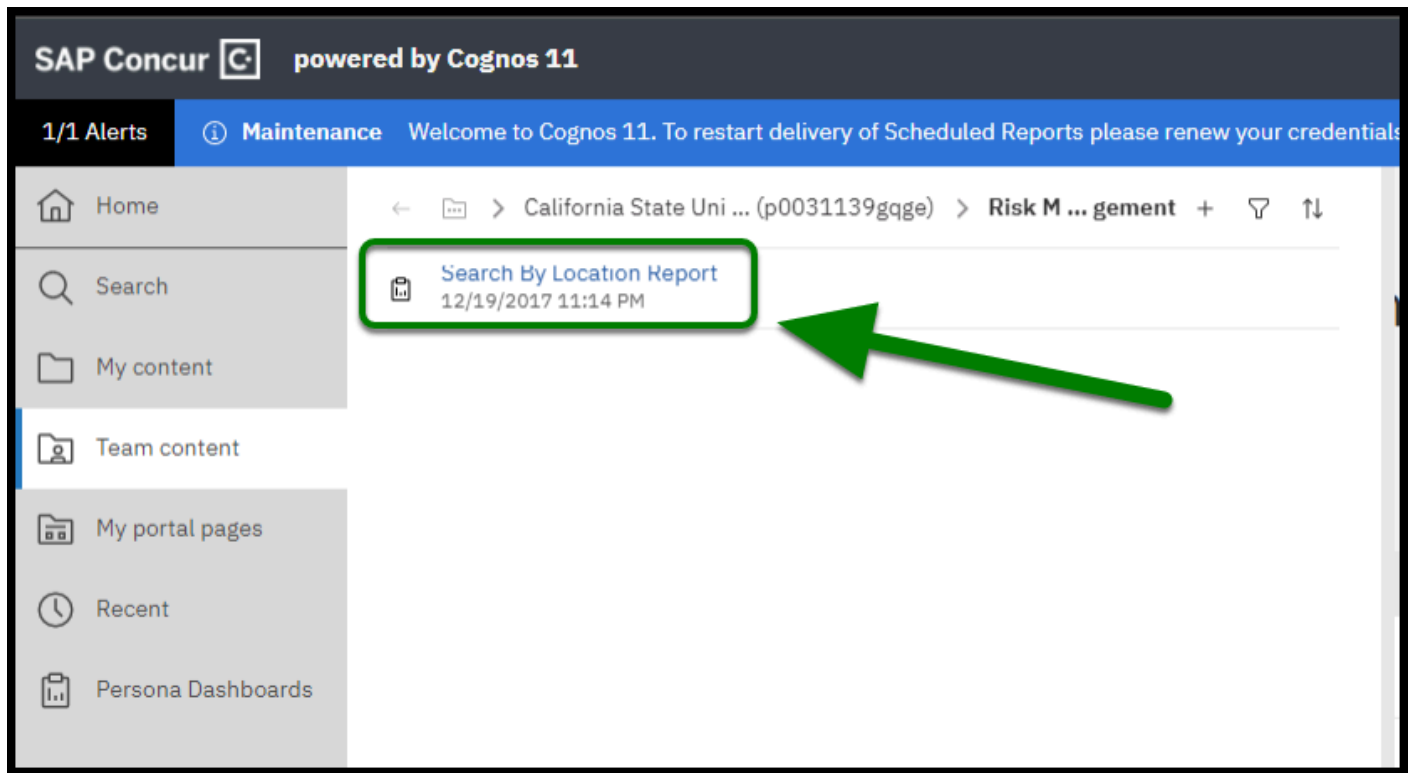 SAP Concur C powered by Cognos 11
1/1 Alerts Maintenance Welcome to Cognos 11. To restart delivery of Scheduled Reports please renew your credentials
Home
California State Uni ... (p0031139gqge) > Risk M ... gement +
Search By Location Report
12/19/2017 11:14 PM
Search
My content
Team content
My portal pages
Recent
Persona Dashboards